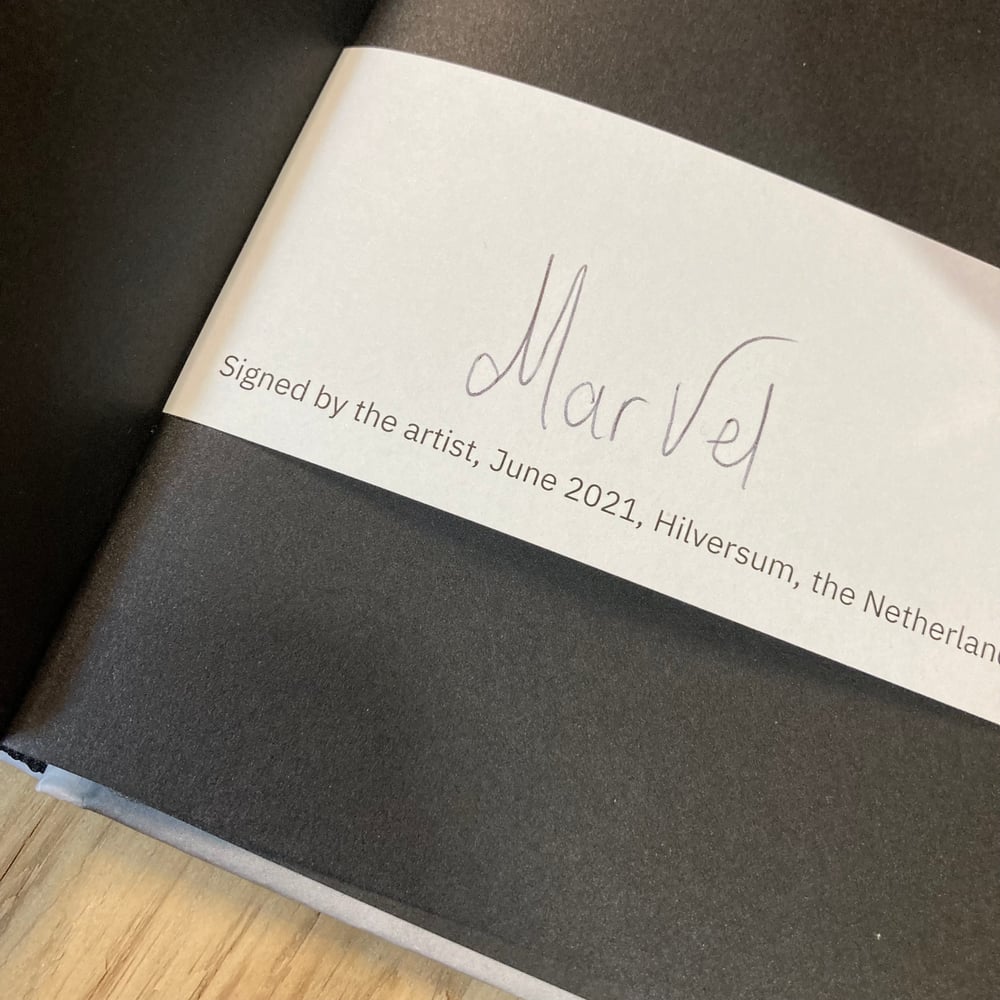 Marvel
Signed by the artist, June 2021, Hilversum, the Netherlan